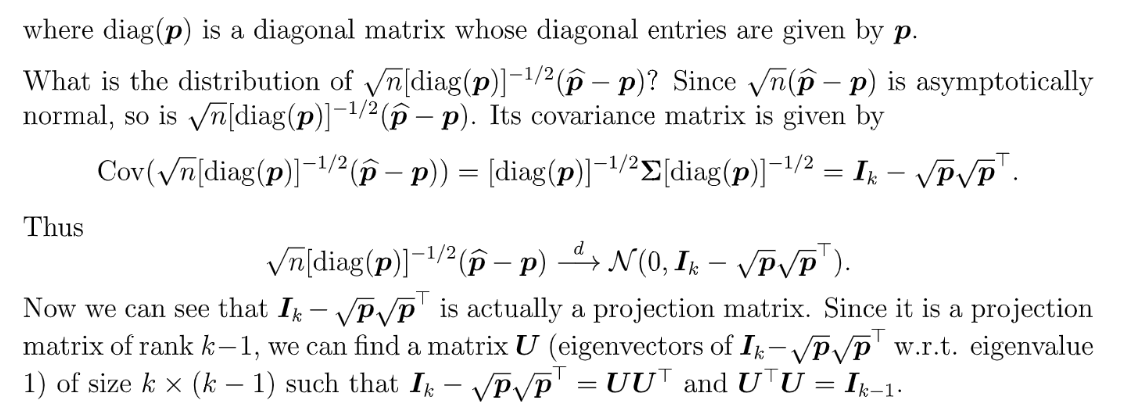 where diag(𝒑) is a diagonal matrix whose diagonal entries are given by 𝒑.
What is the distribution of √n[diag(𝒑)]^{−1/2}(𝒑̂ − 𝒑)? Since √n(𝒑̂ − 𝒑) is asymptotically
normal, so is √n[diag(𝒑)]^{−1/2}(𝒑̂ − 𝒑). Its covariance matrix is given by
Cov(√n[diag(𝒑)]^{−1/2}(𝒑̂ − 𝒑)) = [diag(𝒑)]^{−1/2}𝚺[diag(𝒑)]^{−1/2} = 𝑰_k − √𝒑√𝒑^⊤.
Thus
√n[diag(𝒑)]^{−1/2}(𝒑̂ − 𝒑) →^d 𝒩(0, 𝑰_k − √𝒑√𝒑^⊤).
Now we can see that 𝑰_k − √𝒑√𝒑^⊤ is actually a projection matrix. Since it is a projection
matrix of rank k−1, we can find a matrix 𝑼 (eigenvectors of 𝑰_k−√𝒑√𝒑^⊤ w.r.t. eigenvalue
1) of size k × (k − 1) such that 𝑰_k − √𝒑√𝒑^⊤ = 𝑼𝑼^⊤ and 𝑼^⊤𝑼 = 𝑰_{k−1}.